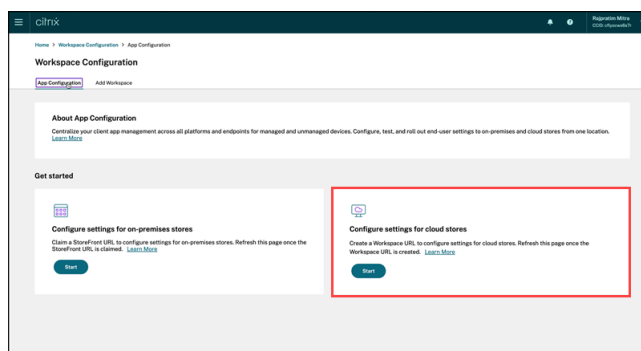 citrix
Rajaratim Mitra
Home > Workspace Configuration > App Configuration
Workspace Configuration
App Configuration Add Workspace
About App Configuration
Centralize your client app management across all platforms and endpoints for managed and unmanaged devices. Configure, test, and roll out end-user settings to on-premises and cloud stores from one location.
Learn More
Get started
Configure settings for on-premises stores
Claim a StoreFront URL to configure settings for on-premises stores. Refresh this page once the
StoreFront URL is claimed. Learn More
Start
Configure settings for cloud stores
Create a Workspace URL to configure settings for cloud stores. Refresh this page once the
Workspace URL is created. Learn More
Start